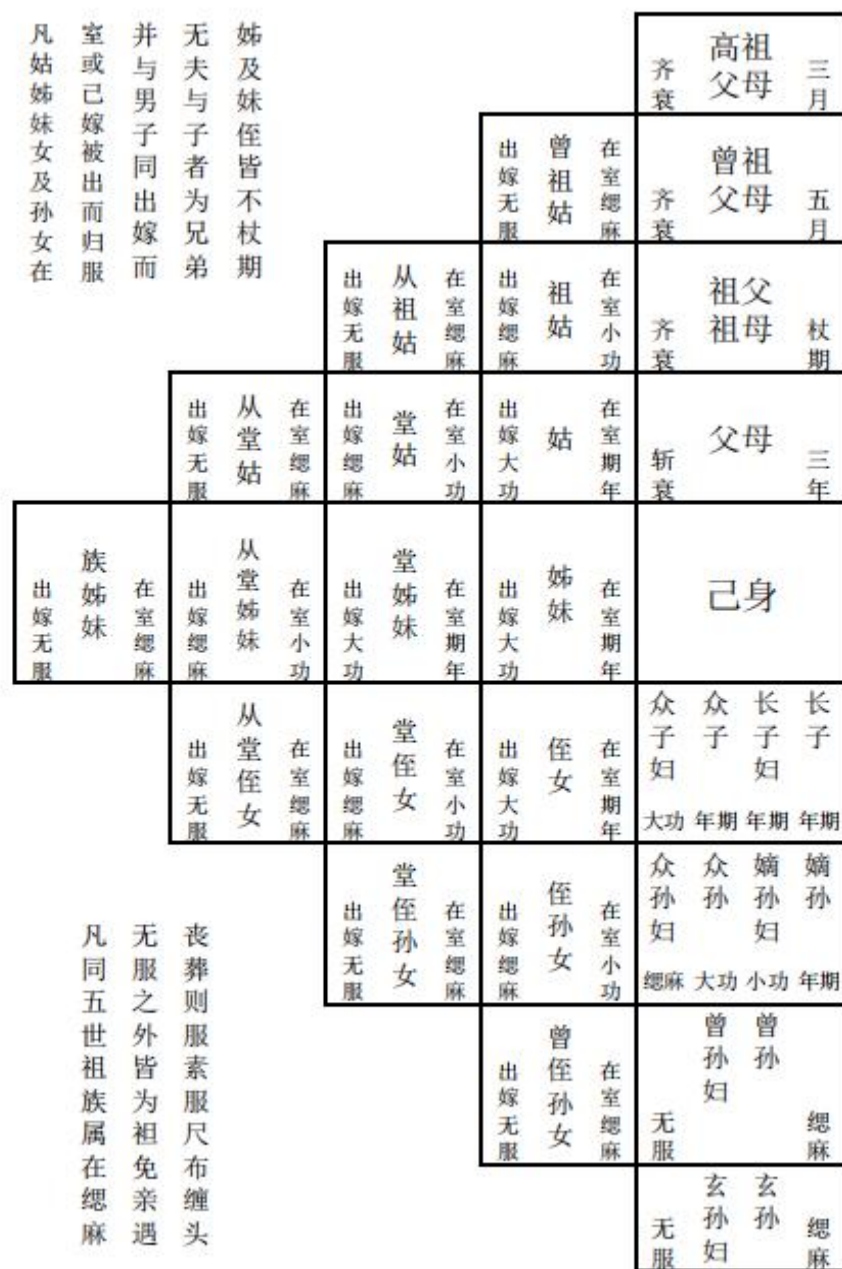 凡姑姊妹女及孙女在
室或己嫁被出而归服
并与男子同出嫁而
无夫与子者为兄弟
姊及妹侄皆不杖期
齐衰
高祖
父母
三月
出嫁无服
曾祖姑
在室缌麻
齐衰
曾祖
父母
五月
出嫁无服
从祖姑
在室缌麻
出嫁缌麻
祖姑
在室小功
齐衰
祖父
祖母
杖期
出嫁无服
从堂姑
在室缌麻
出嫁缌麻
堂姑
在室小功
出嫁大功
姑
在室期年
斩衰
父母
三年
出嫁无服
族姊妹
在室缌麻
出嫁缌麻
从堂姊妹
在室小功
出嫁大功
堂姊妹
在室期年
出嫁大功
姊妹
在室期年
己身
出嫁无服
从堂侄女
在室缌麻
出嫁缌麻
堂侄女
在室小功
出嫁大功
侄女
在室期年
众子妇
大功
众子
年期
长子妇
年期
长子
年期
出嫁无服
堂侄孙女
在室缌麻
出嫁缌麻
侄孙女
在室小功
众孙妇
缌麻
众孙
大功
嫡孙妇
小功
嫡孙
年期
出嫁无服
曾侄孙女
在室缌麻
无服
曾孙妇
曾孙
缌麻
无服
玄孙妇
玄孙
缌麻
凡同五世祖族属在缌麻
无服之外皆为袒免亲遇
丧葬则服素服尺布缠头